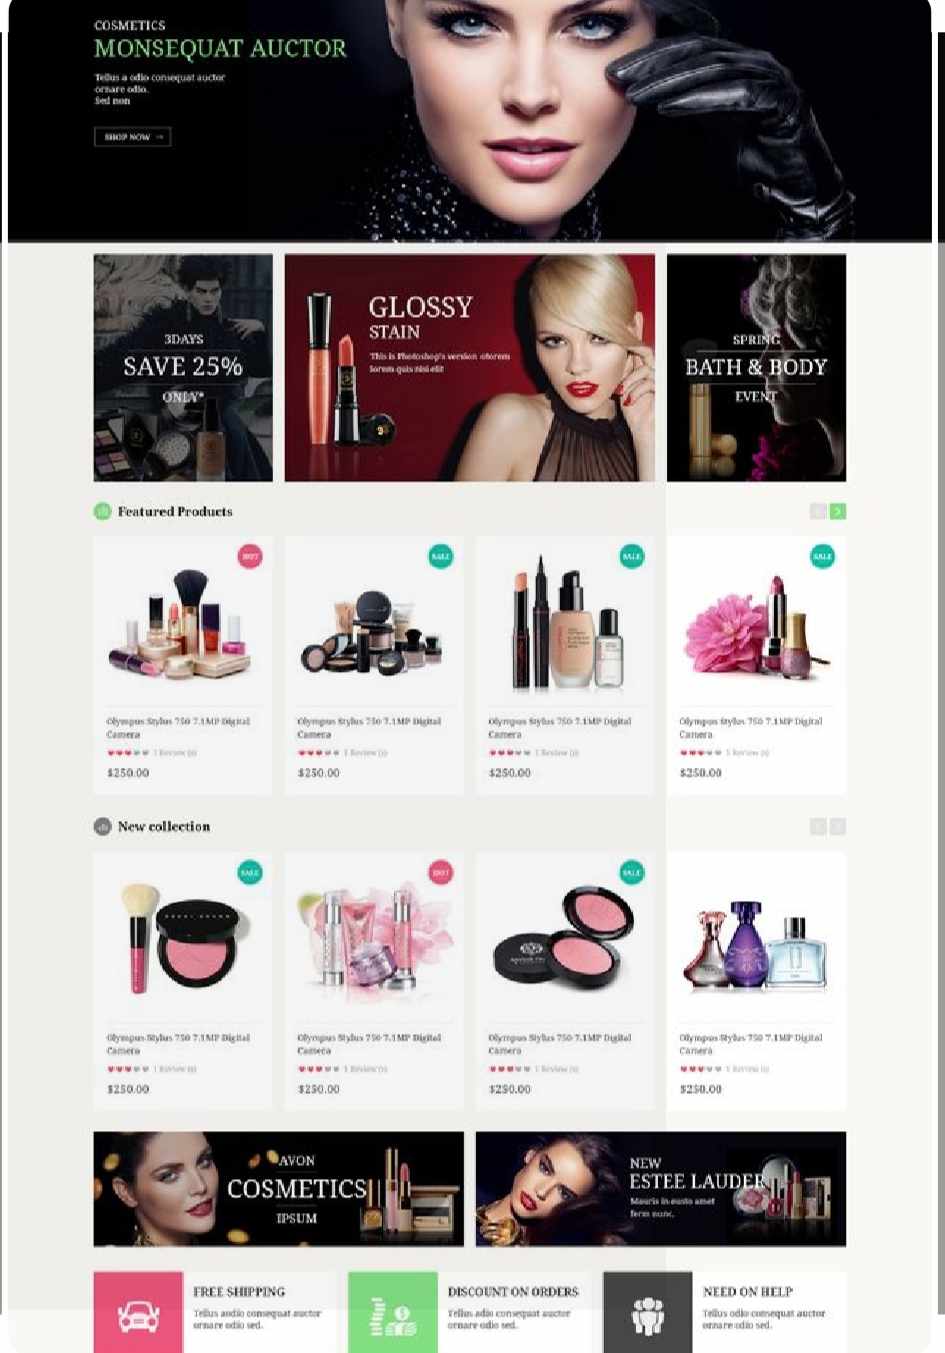 COSMETICS
MONSEQUAT AUCTOR
Tellus a odio consequat auctor
ornare odio.
Sed non
SHOP NOW →
3DAYS
SAVE 25%
ONLY*
GLOSSY
STAIN
This is Photoshop's version otorem
lorem quis nisi elit
SPRING
BATH & BODY
EVENT
Featured Products
HOT
SALE
SALE
SALE
Olympus Stylus 750 7.1MP Digital
Camera
1 Review (s)
$250.00
Olympus Stylus 750 7.1MP Digital
Camera
1 Review (s)
$250.00
Olympus Stylus 750 7.1MP Digital
Camera
1 Review (s)
$250.00
Olympus Stylus 750 7.1MP Digital
Camera
1 Review (s)
$250.00
New collection
SALE
HOT
SALE
Olympus Stylus 750 7.1MP Digital
Camera
1 Review (s)
$250.00
Olympus Stylus 750 7.1MP Digital
Camera
1 Review (s)
$250.00
Olympus Stylus 750 7.1MP Digital
Camera
1 Review (s)
$250.00
Olympus Stylus 750 7.1MP Digital
Camera
1 Review (s)
$250.00
AVON
COSMETICS
IPSUM
NEW
ESTEE LAUDER
Mauris in eusto amet
ferm nunc.
FREE SHIPPING
Tellus aodio consequat auctor
ornare odio sed.
DISCOUNT ON ORDERS
Tellus adio consequat auctor
ornare odio sed.
NEED ON HELP
Tellus odio consequat auctor
ornare odio sed.